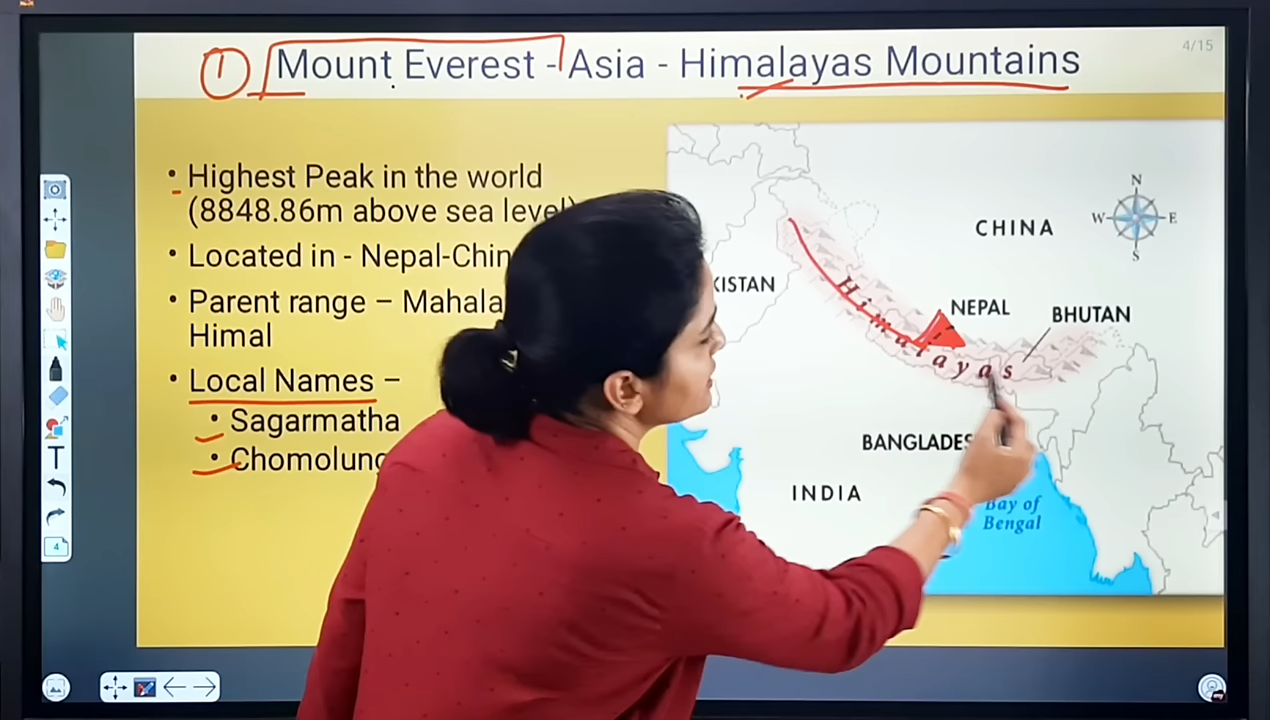 1 Mount Everest - Asia - Himalayas Mountains
4/15
• Highest Peak in the world
(8848.86m above sea level)
• Located in - Nepal-Chin
• Parent range – Mahala
Himal
• Local Names –
• Sagarmatha
• Chomolung
N
W
E
S
CHINA
KISTAN
NEPAL
BHUTAN
Himalayas
BANGLADES
INDIA
Bay of
Bengal
T
4